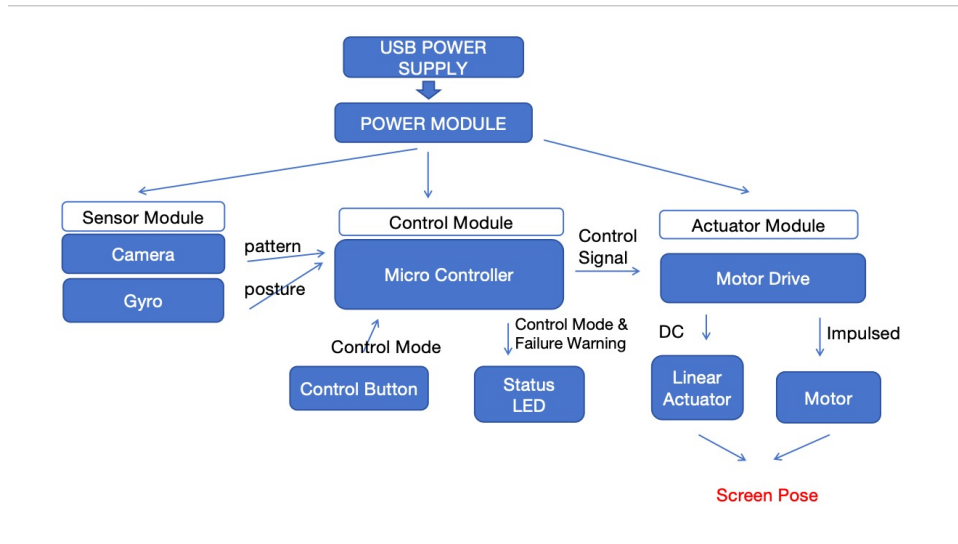 USB POWER
SUPPLY
POWER MODULE
Sensor Module
Camera
Gyro
pattern
posture
Control Module
Micro Controller
Control Mode
Control Button
Control Mode &
Failure Warning
Status
LED
Control
Signal
Actuator Module
Motor Drive
DC
Impulsed
Linear
Actuator
Motor
Screen Pose